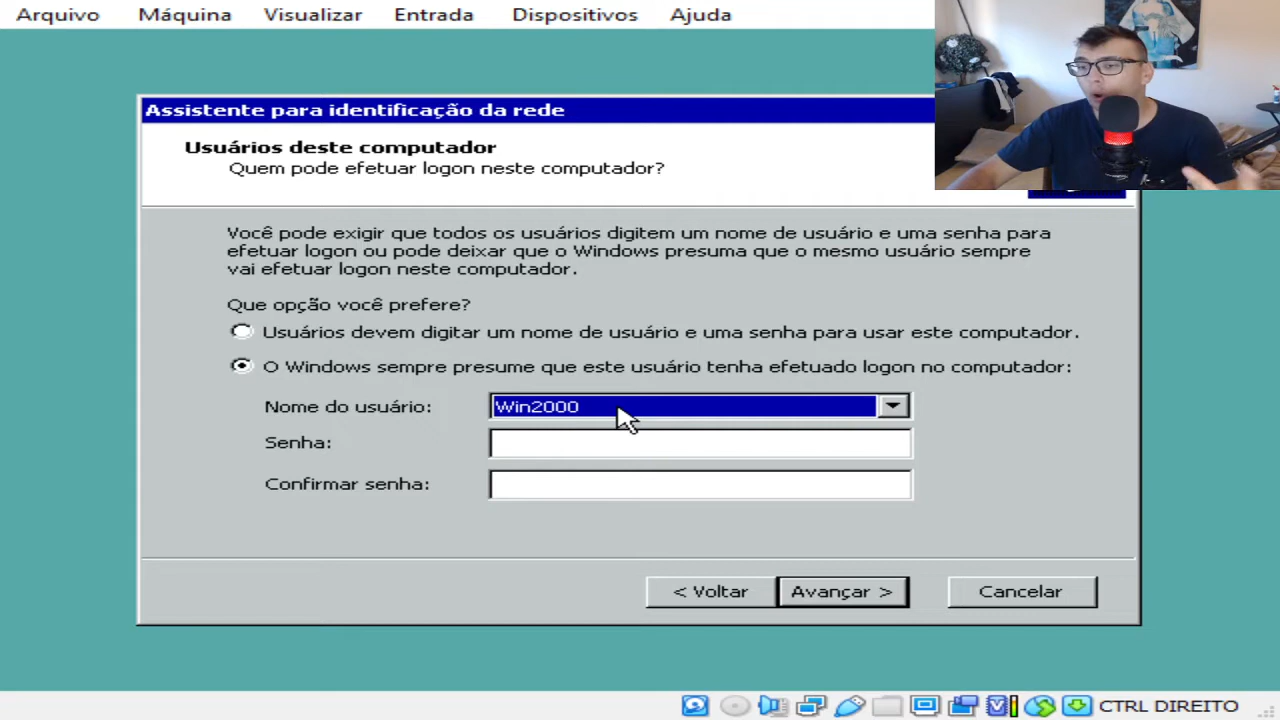 Arquivo Máquina Visualizar Entrada Dispositivos Ajuda
Assistente para identificação da rede
Usuários deste computador
Quem pode efetuar logon neste computador?
Você pode exigir que todos os usuários digitem um nome de usuário e uma senha para
efetuar logon ou pode deixar que o Windows presuma que o mesmo usuário sempre
vai efetuar logon neste computador.
Que opção você prefere?
Usuários devem digitar um nome de usuário e uma senha para usar este computador.
O Windows sempre presume que este usuário tenha efetuado logon no computador:
Nome do usuário: Win2000
Senha:
Confirmar senha:
< Voltar Avançar > Cancelar
CTRL DIREITO